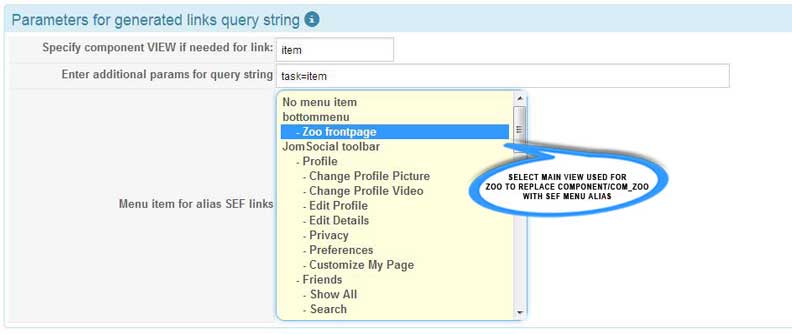 Parameters for generated links query string
Specify component VIEW if needed for link:
item
Enter additional params for query string
task=item
Menu item for alias SEF links
No menu item
bottommenu
- Zoo frontpage
JomSocial toolbar
- Profile
- Change Profile Picture
- Change Profile Video
- Edit Profile
- Edit Details
- Privacy
- Preferences
- Customize My Page
- Friends
- Show All
- Search
SELECT MAIN VIEW USED FOR
ZOO TO REPLACE COMPONENT/COM_ZOO
WITH SEF MENU ALIAS